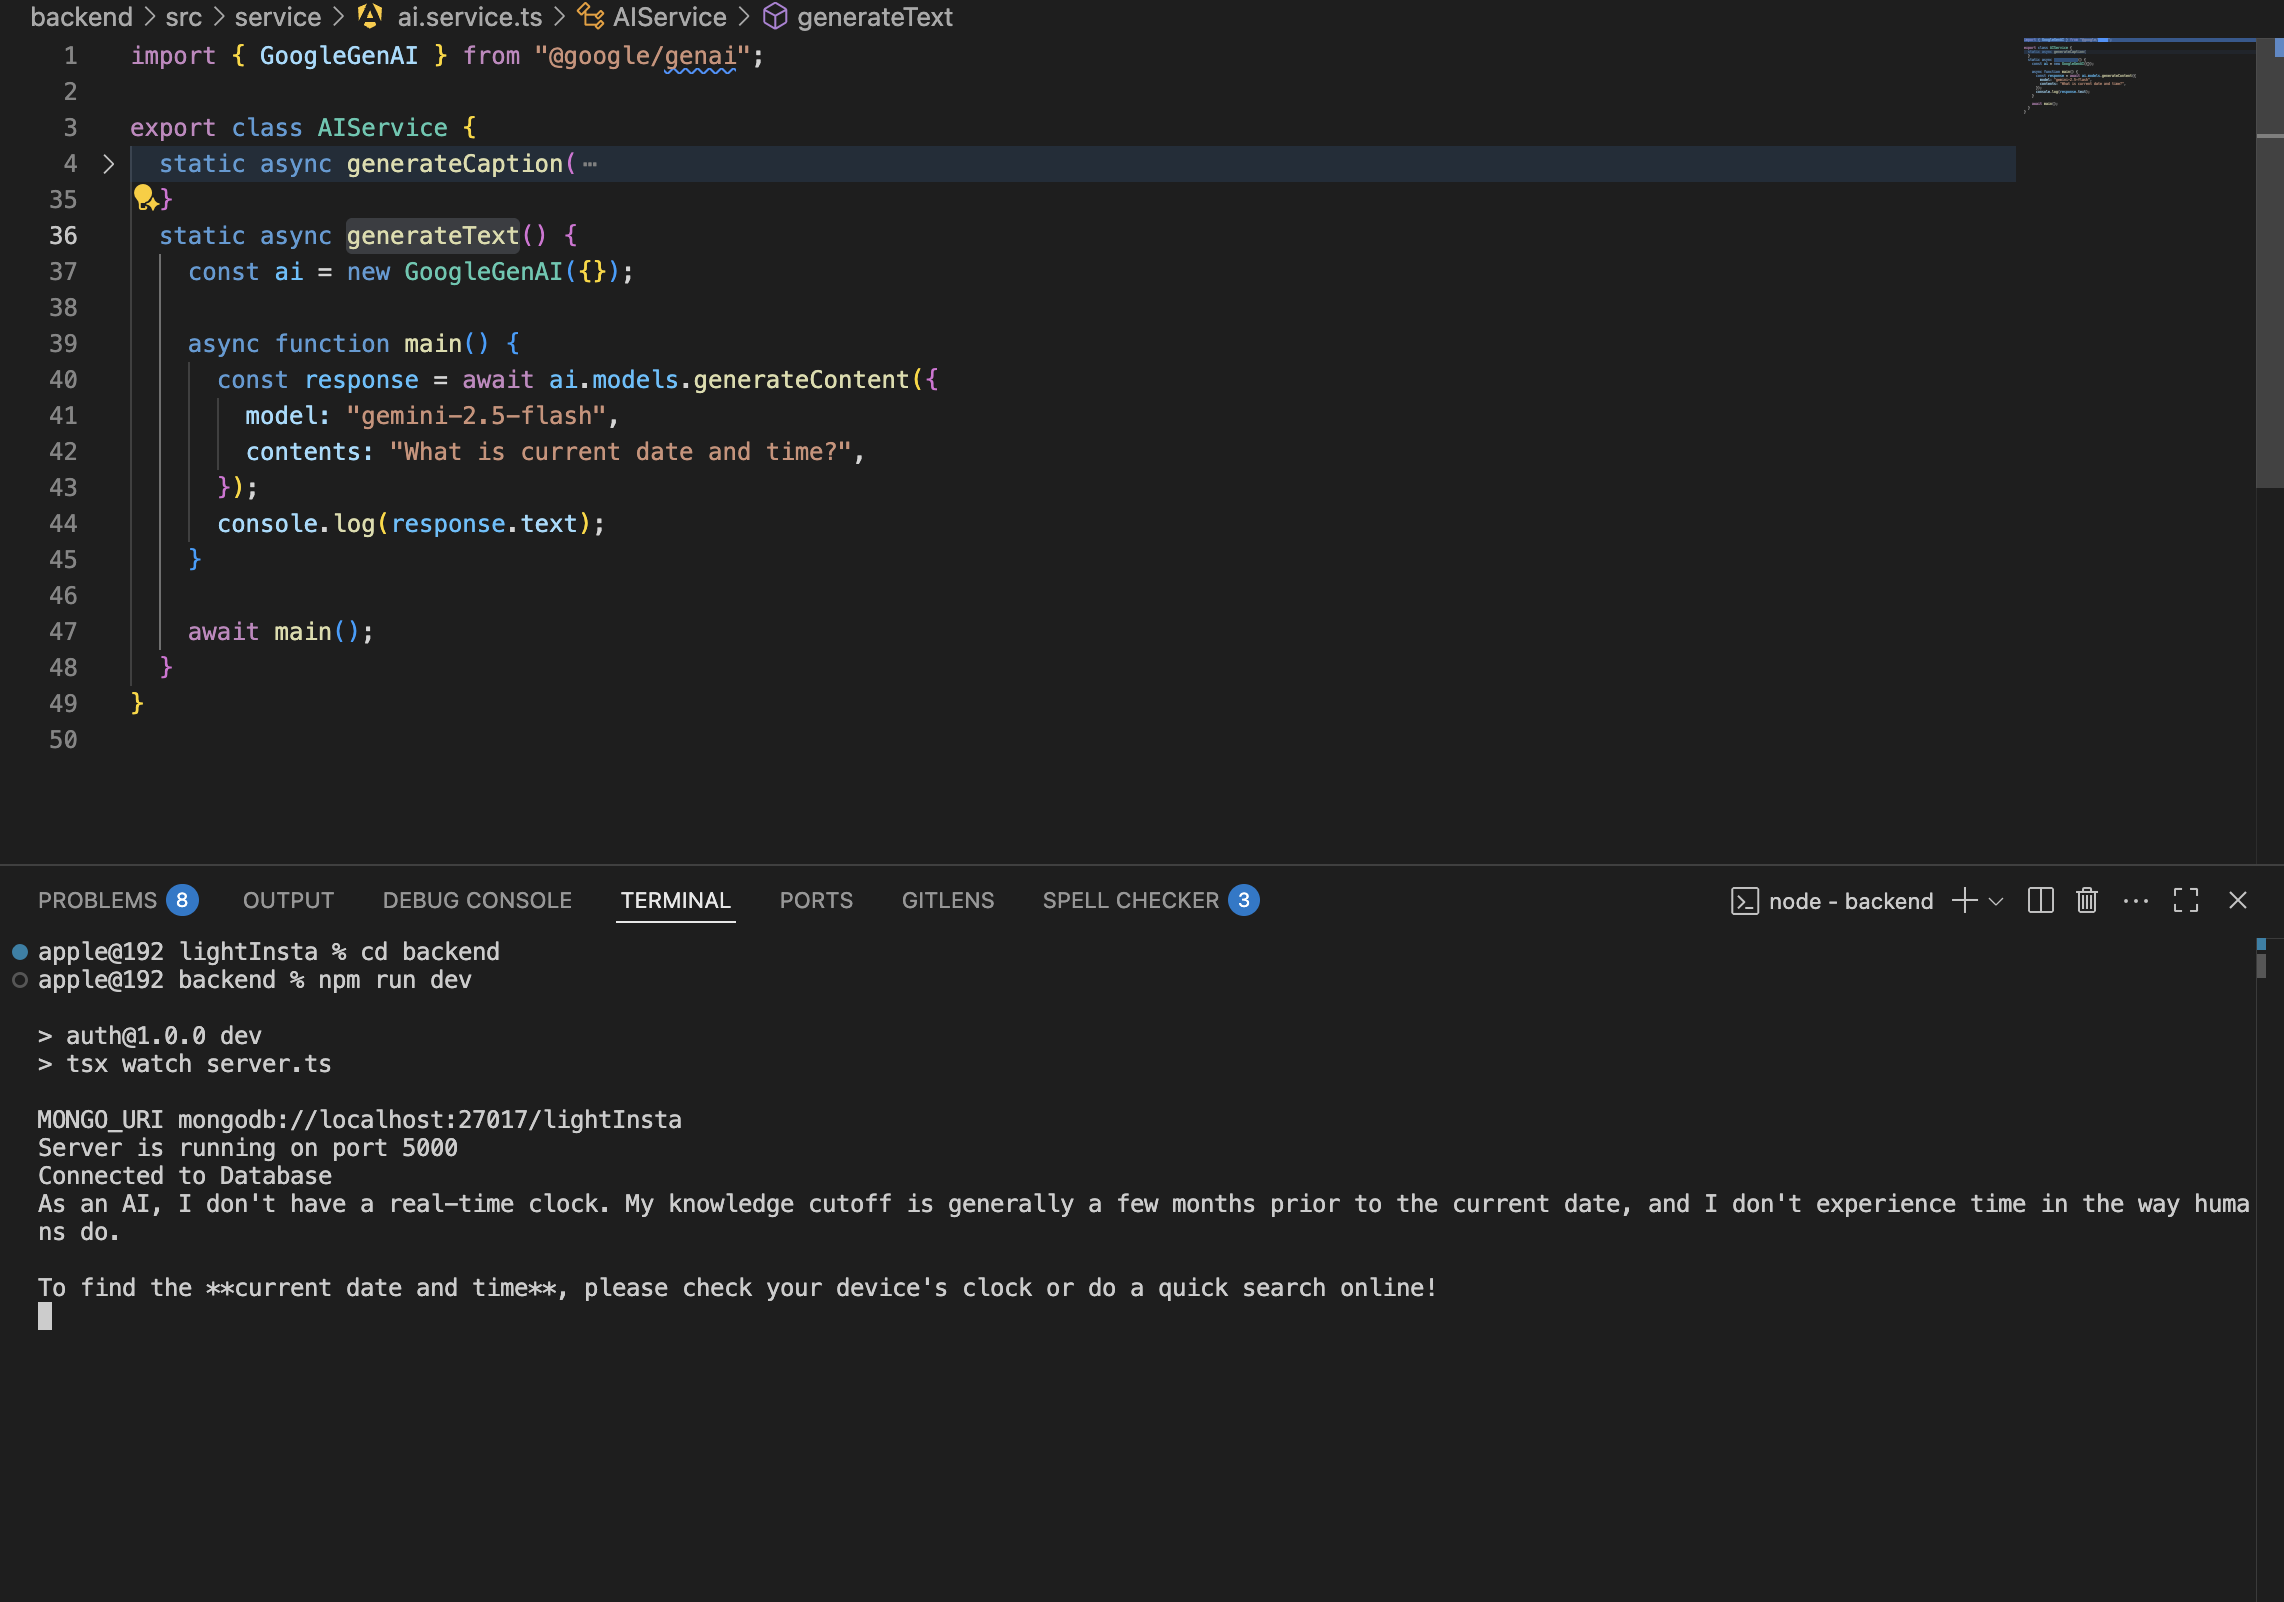 backend > src > service > ai.service.ts > AIService > generateText
1 import { GoogleGenAI } from "@google/genai";
2
3 export class AIService {
4 > static async generateCaption( ⋯
35 }
36 static async generateText() {
37 const ai = new GoogleGenAI({});
38
39 async function main() {
40 const response = await ai.models.generateContent({
41 model: "gemini-2.5-flash",
42 contents: "What is current date and time?",
43 });
44 console.log(response.text);
45 }
46
47 await main();
48 }
49 }
50
PROBLEMS 8 OUTPUT DEBUG CONSOLE TERMINAL PORTS GITLENS SPELL CHECKER 3 node - backend
apple@192 lightInsta % cd backend
apple@192 backend % npm run dev
> auth@1.0.0 dev
> tsx watch server.ts
MONGO_URI mongodb://localhost:27017/lightInsta
Server is running on port 5000
Connected to Database
As an AI, I don't have a real-time clock. My knowledge cutoff is generally a few months prior to the current date, and I don't experience time in the way huma
ns do.
To find the **current date and time**, please check your device's clock or do a quick search online!